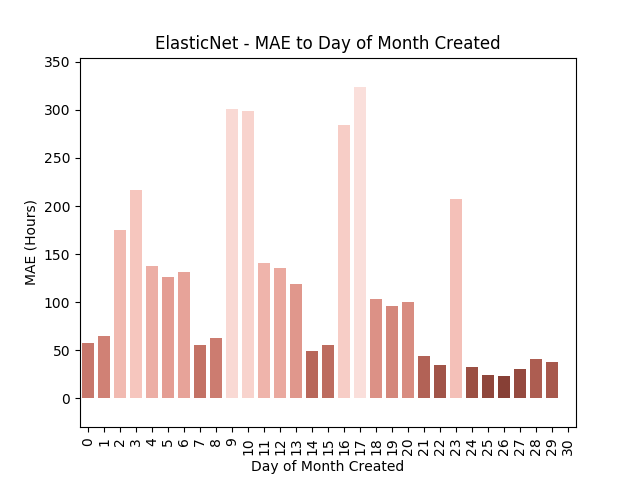 ElasticNet - MAE to Day of Month Created
350
300
250
200
150
100
50
0
MAE (Hours)
0 1 2 3 4 5 6 7 8 9 10 11 12 13 14 15 16 17 18 19 20 21 22 23 24 25 26 27 28 29 30
Day of Month Created